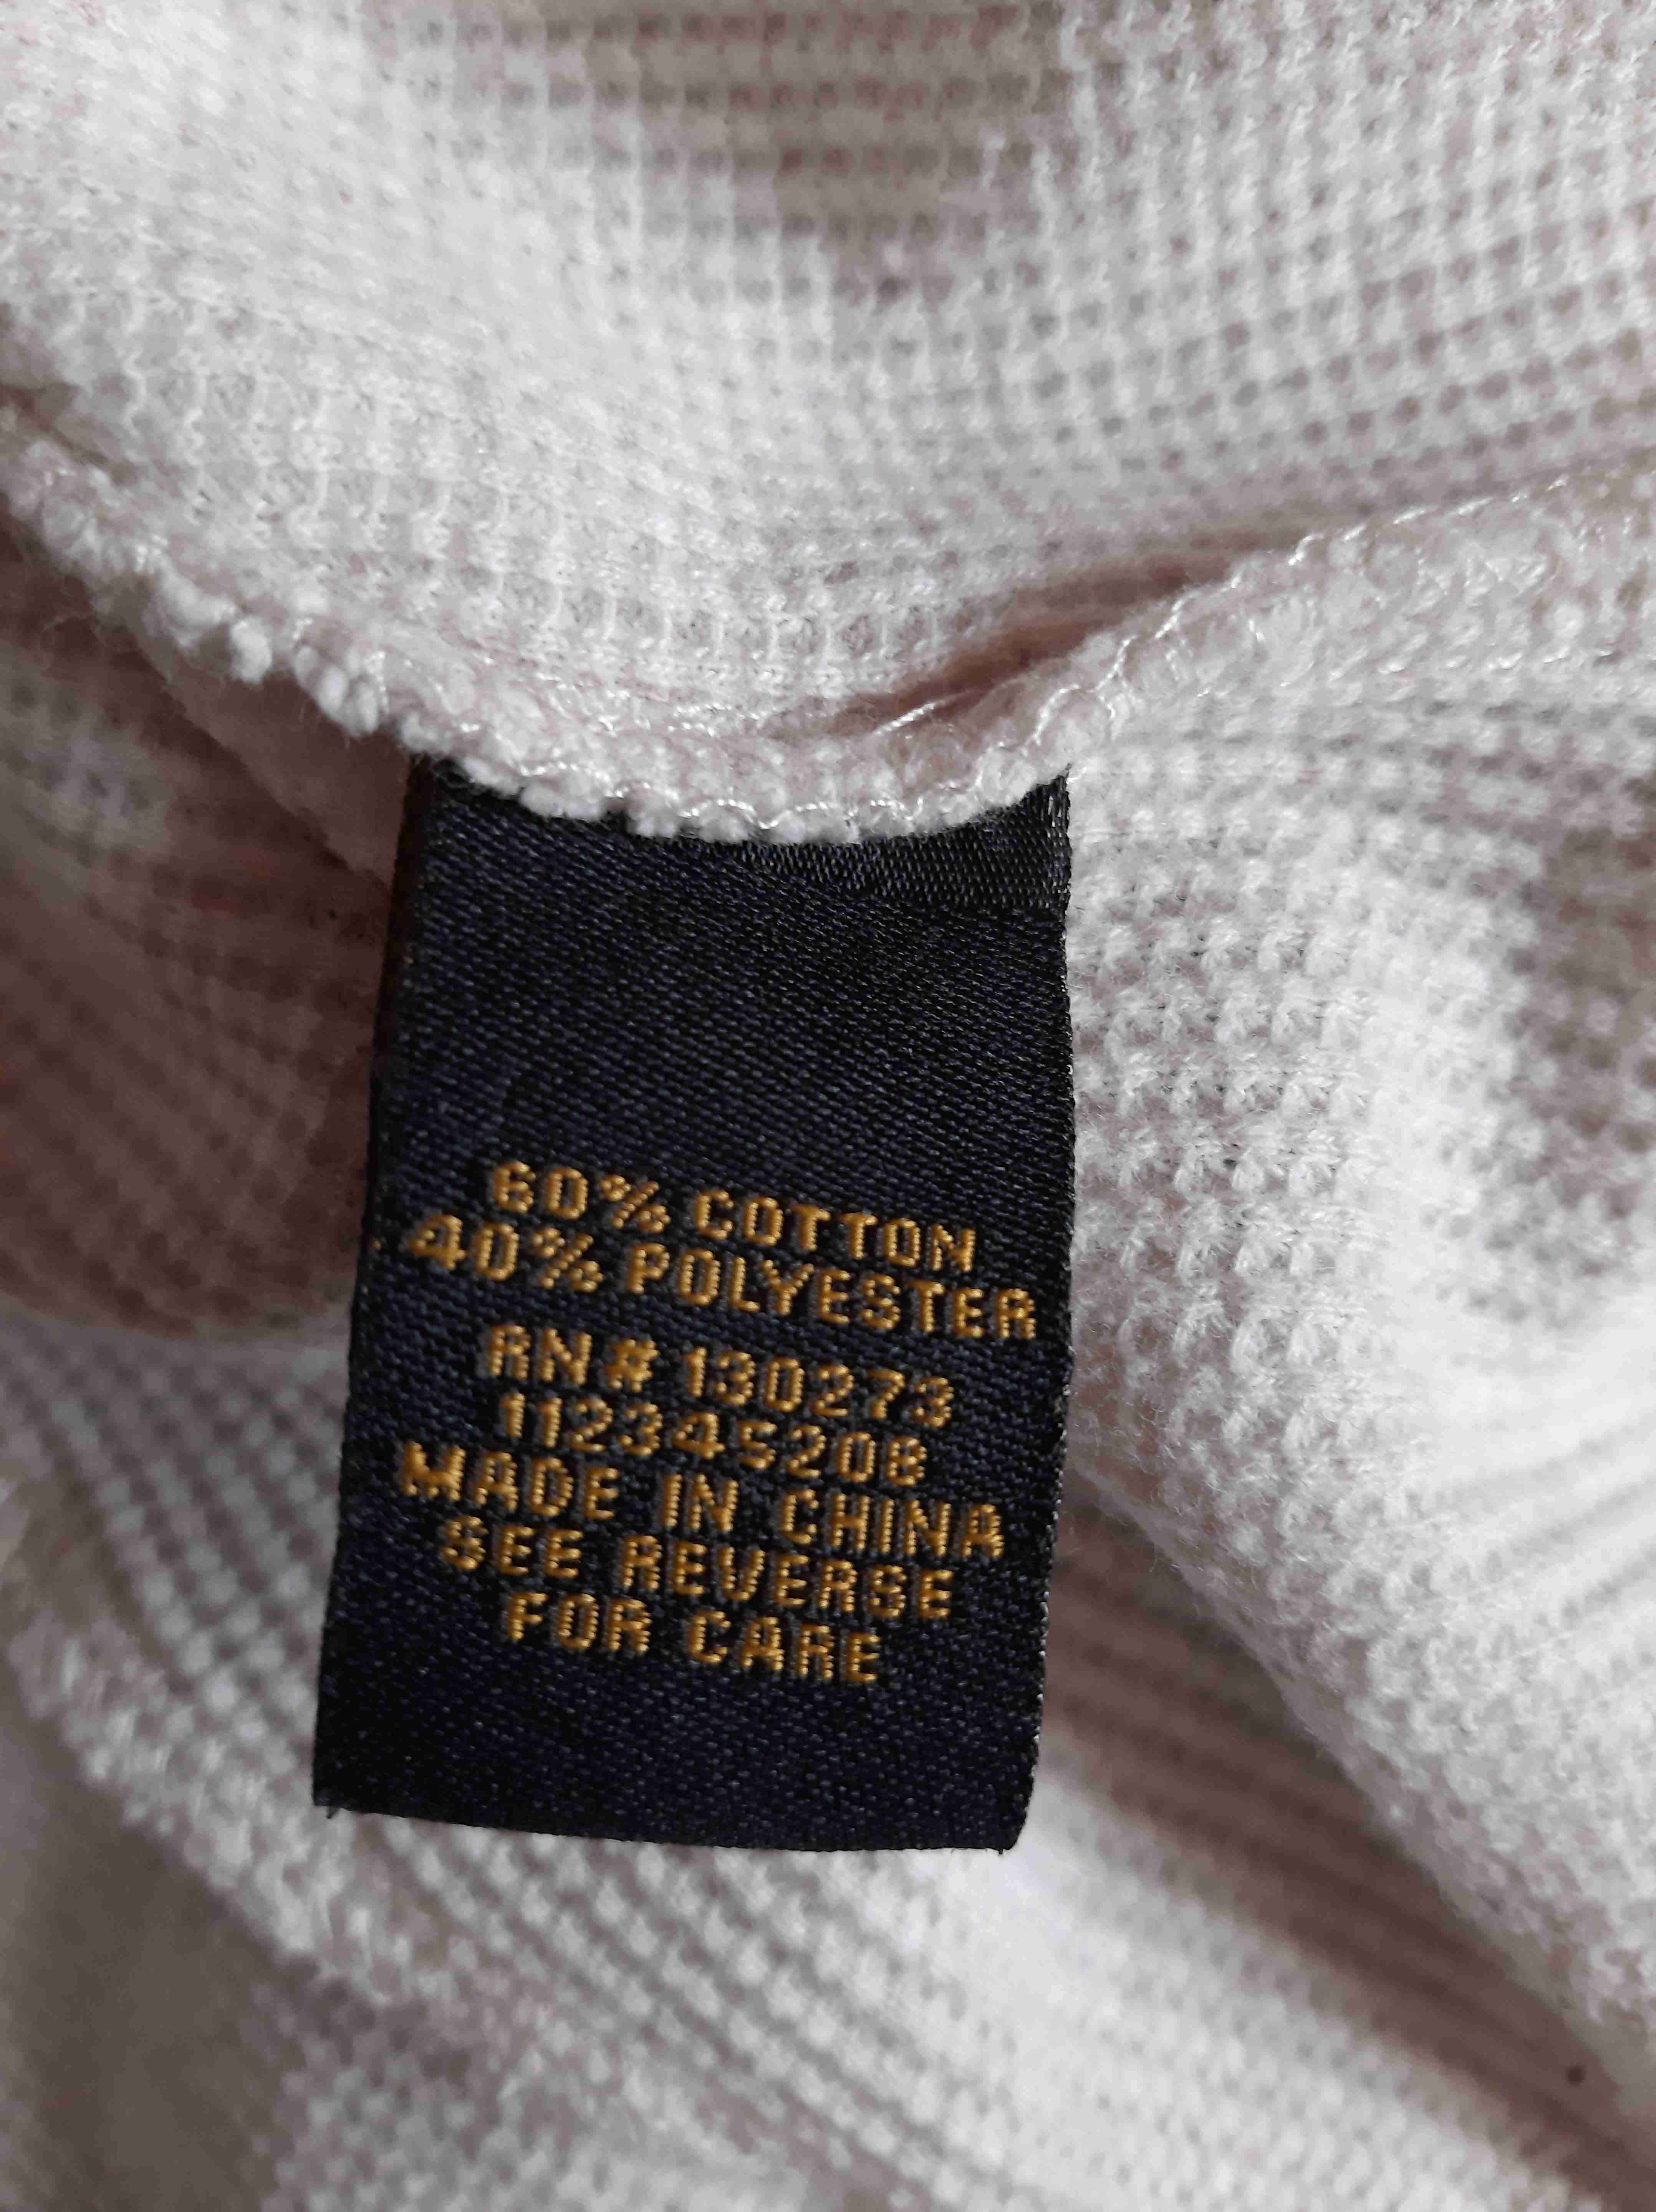 60% COTTON
40% POLYESTER
RN# 130273
112345208
MADE IN CHINA
SEE REVERSE
FOR CARE